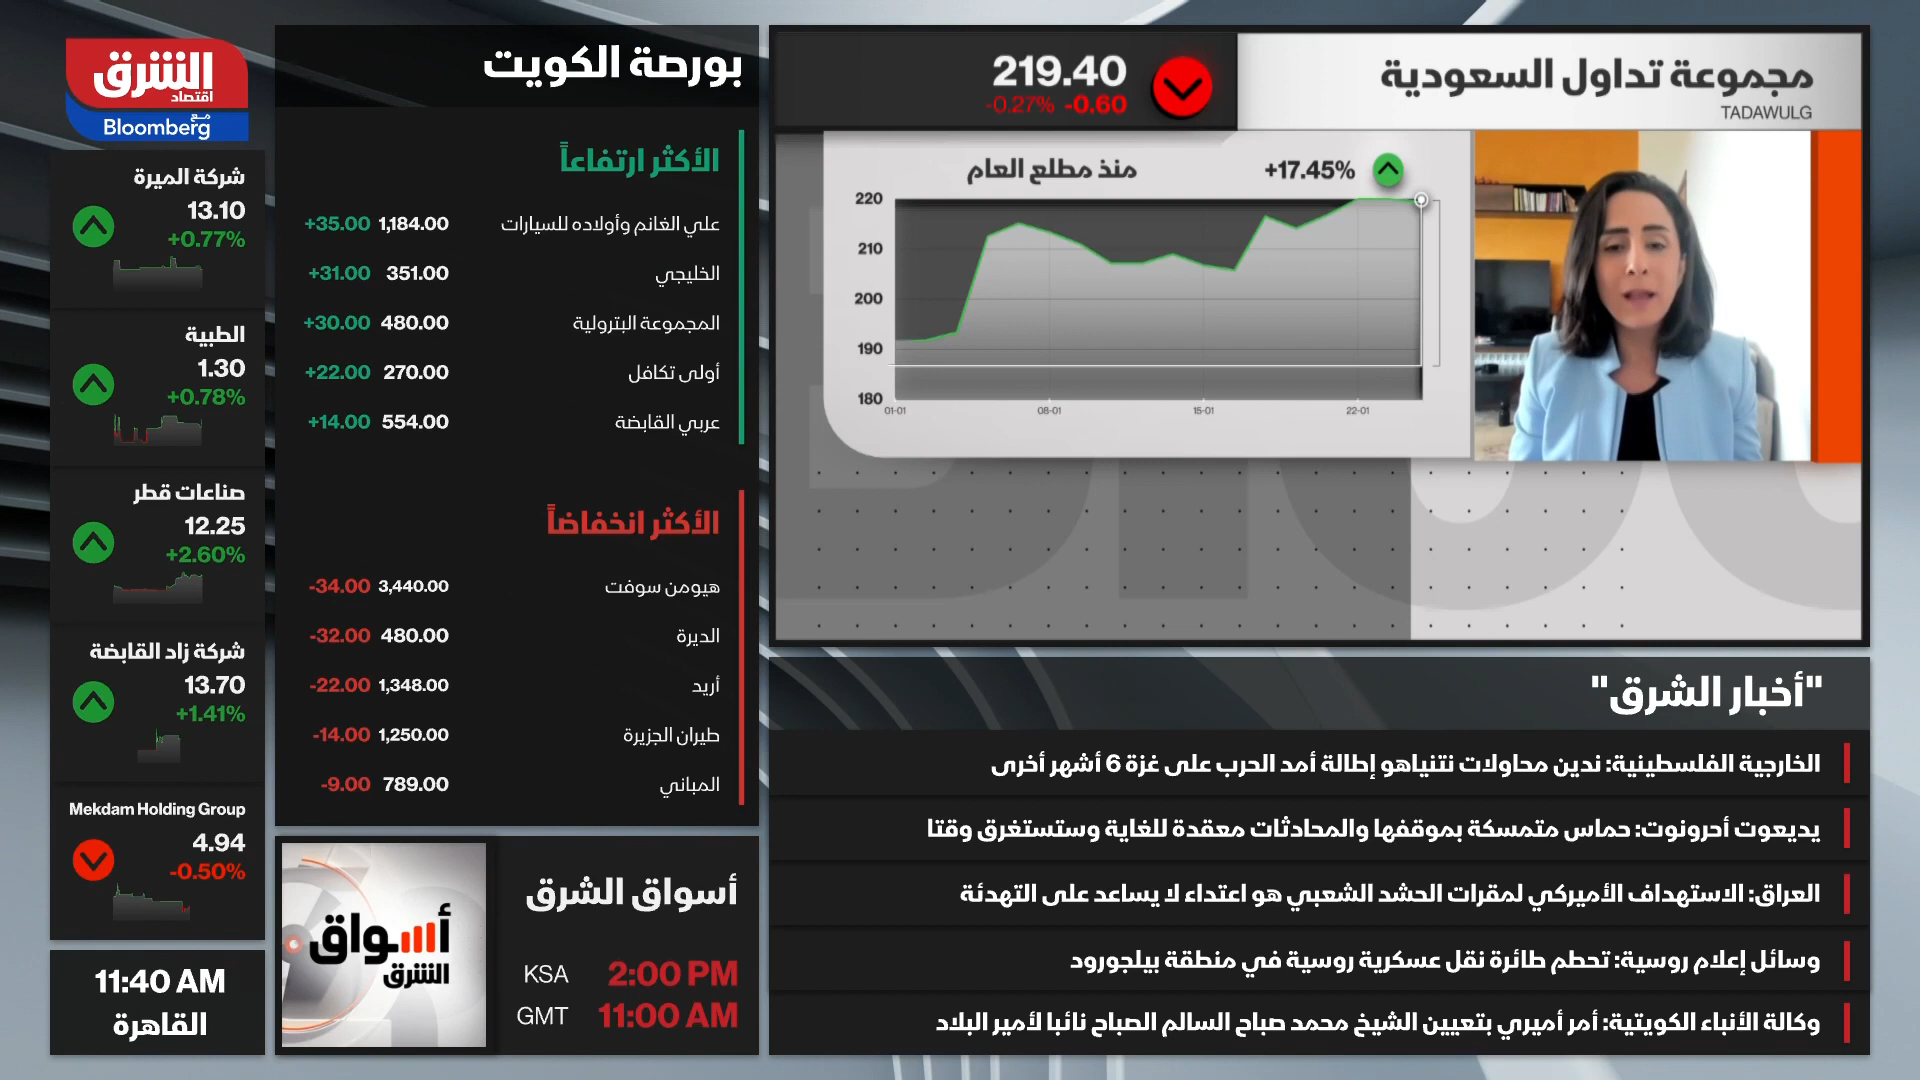 الشرق
اقتصاد
مع
Bloomberg
شركة الميرة
13.10
+0.77%
الطبية
1.30
+0.78%
صناعات قطر
12.25
+2.60%
شركة زاد القابضة
13.70
+1.41%
Mekdam Holding Group
4.94
-0.50%
11:40 AM
القاهرة
بورصة الكويت
الأكثر ارتفاعاً
علي الغانم وأولاده للسيارات 1,184.00 +35.00
الخليجي 351.00 +31.00
المجموعة البترولية 480.00 +30.00
أولى تكافل 270.00 +22.00
عربي القابضة 554.00 +14.00
الأكثر انخفاضاً
هيومن سوفت 3,440.00 -34.00
الديرة 480.00 -32.00
أريد 1,348.00 -22.00
طيران الجزيرة 1,250.00 -14.00
المباني 789.00 -9.00
أسواق
الشرق
أسواق الشرق
KSA 2:00 PM
GMT 11:00 AM
مجموعة تداول السعودية
TADAWULG
219.40
-0.27% -0.60
منذ مطلع العام +17.45%
220
210
200
190
180
01-01 08-01 15-01 22-01
"أخبار الشرق"
الخارجية الفلسطينية: ندين محاولات نتنياهو إطالة أمد الحرب على غزة 6 أشهر أخرى
يديعوت أحرونوت: حماس متمسكة بموقفها والمحادثات معقدة للغاية وستستغرق وقتا
العراق: الاستهداف الأميركي لمقرات الحشد الشعبي هو اعتداء لا يساعد على التهدئة
وسائل إعلام روسية: تحطم طائرة نقل عسكرية روسية في منطقة بيلجورود
وكالة الأنباء الكويتية: أمر أميري بتعيين الشيخ محمد صباح السالم الصباح نائبا لأمير البلاد